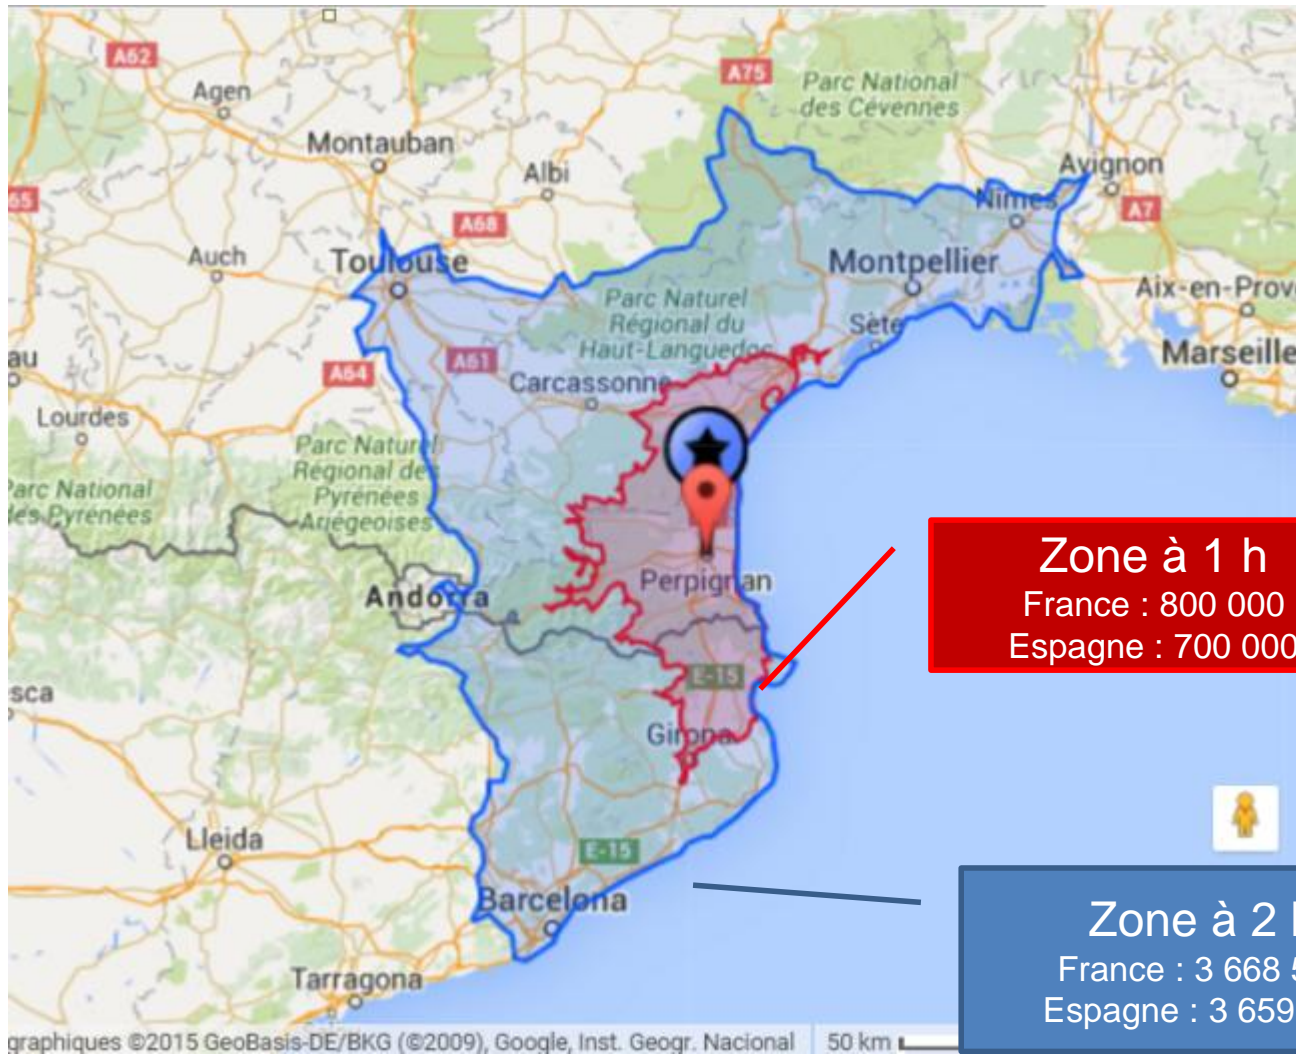 A62
A75
Parc National
des Cévennes
Agen
Montauban
Albi
Avignon
65
Nîmes
A7
A68
Auch
Toulouse
Montpellier
Aix-en-Prov
Parc Naturel
Régional du
Haut-Languedoc
Sète
Marseille
au
A61
A64
Carcassonne
Lourdes
Parc Naturel
Régional des
Pyrénées
Ariégeoises
Parc National
des Pyrenées
Zone à 1 h
France : 800 000
Espagne : 700 000
Perpignan
Andorra
E-15
sca
Girona
Lleida
E-15
Barcelona
Zone à 2 h
France : 3 668 5
Espagne : 3 659
Tarragona
graphiques ©2015 GeoBasis-DE/BKG (©2009), Google, Inst. Geogr. Nacional
50 km